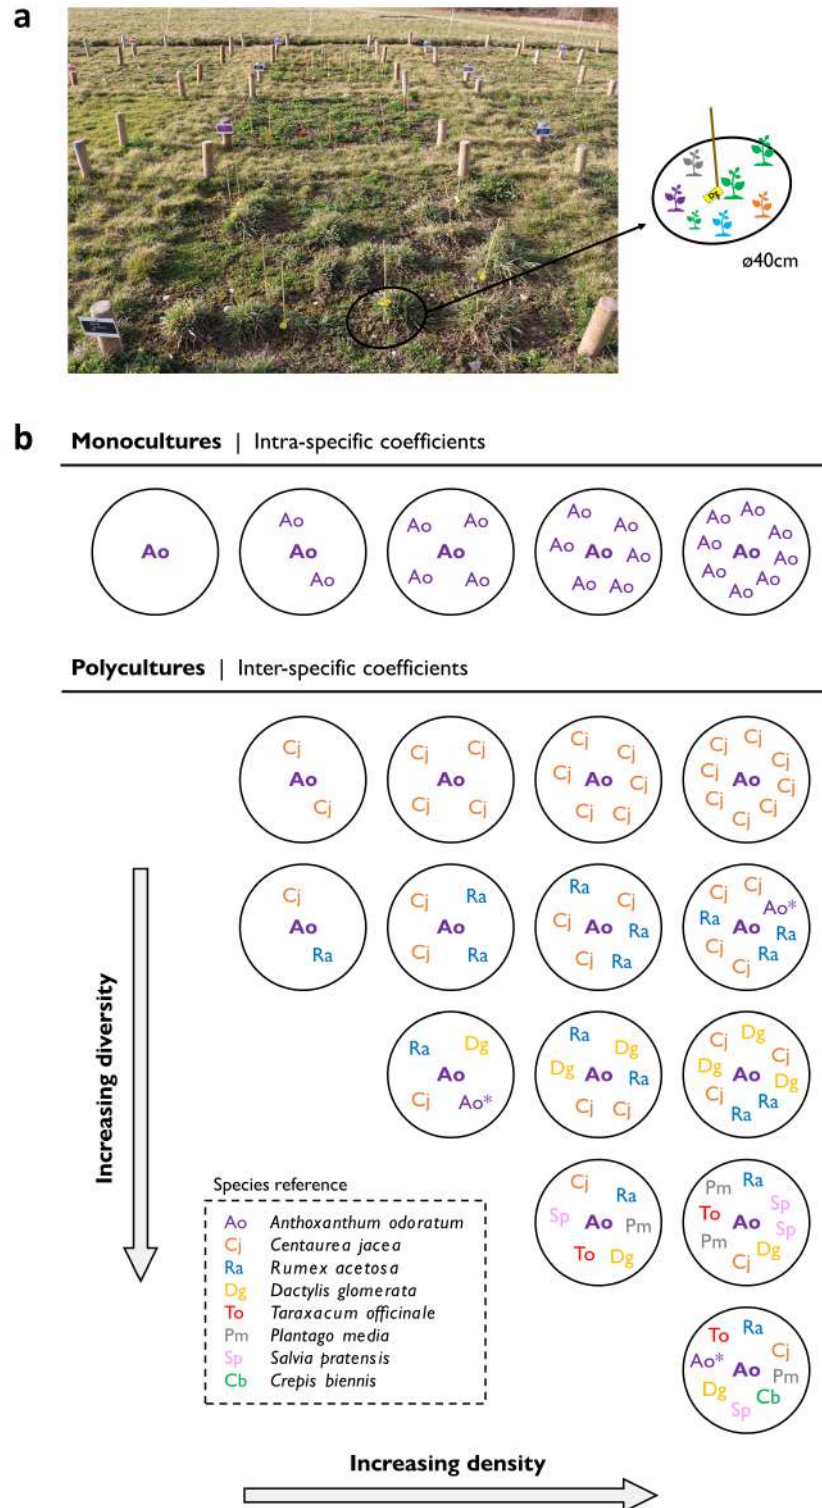 a
ø40cm
b
Monocultures | Intra-specific coefficients
Ao
Ao
Ao
Ao
Ao Ao
Ao
Ao Ao
Ao
Ao
Ao Ao Ao
Ao Ao
Ao
Ao
Ao
Ao Ao
Ao
Ao
Ao
Ao
Polycultures | Inter-specific coefficients
Cj
Ao
Cj
Cj Cj
Ao
Cj Cj
Cj
Cj
Cj Ao Cj
Cj Cj
Cj
Cj
Cj
Cj Ao Cj
Cj
Cj
Cj
Cj
Ao
Ra
Cj Ra
Ao
Cj Ra
Ra
Cj
Cj Ao Ra
Cj Ra
Cj Cj
Ao*
Ra Ao Ra
Cj Ra
Cj
Ra Dg
Ao
Cj Ao*
Ra
Dg
Dg Ao Ra
Cj Cj
Cj Dg
Cj
Dg Ao Dg
Cj
Ra Ra
Cj
Ra
Sp Ao Pm
To Dg
Pm Ra
Sp
To Ao Sp
Pm Dg
Cj
To Ra
Cj
Ao* Ao Pm
Dg Cb
Sp
Increasing diversity
Species reference
Ao Anthoxanthum odoratum
Cj Centaurea jacea
Ra Rumex acetosa
Dg Dactylis glomerata
To Taraxacum officinale
Pm Plantago media
Sp Salvia pratensis
Cb Crepis biennis
Increasing density